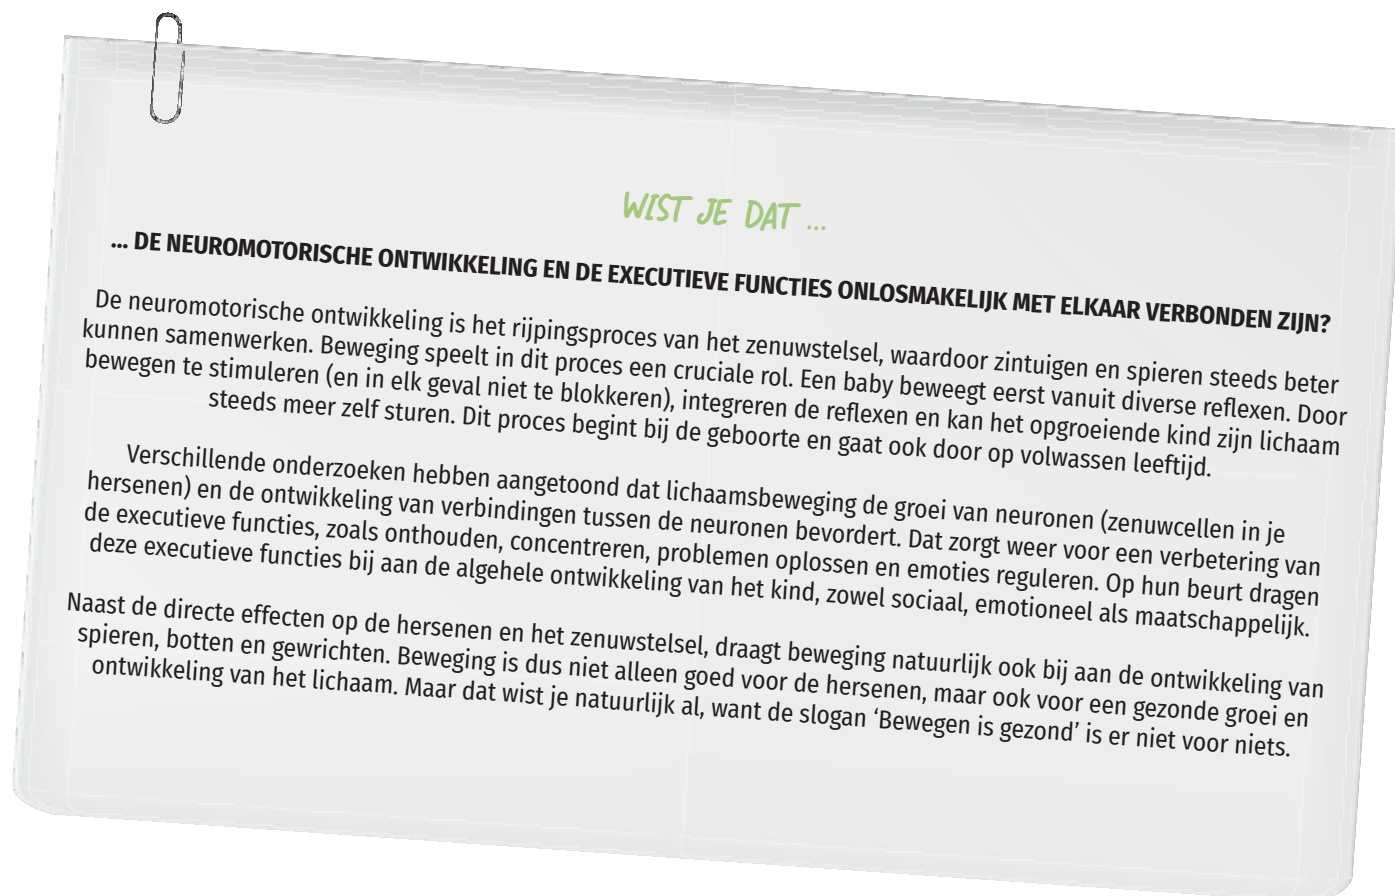 WIST JE DAT ...
... DE NEUROMOTORISCHE ONTWIKKELING EN DE EXECUTIEVE FUNCTIES ONLOSMAKELIJK MET ELKAAR VERBONDEN ZIJN?
De neuromotorische ontwikkeling is het rijpingsproces van het zenuwstelsel, waardoor zintuigen en spieren steeds beter
kunnen samenwerken. Beweging speelt in dit proces een cruciale rol. Een baby beweegt eerst vanuit diverse reflexen. Door
bewegen te stimuleren (en in elk geval niet te blokkeren), integreren de reflexen en kan het opgroeiende kind zijn lichaam
steeds meer zelf sturen. Dit proces begint bij de geboorte en gaat ook door op volwassen leeftijd.
Verschillende onderzoeken hebben aangetoond dat lichaamsbeweging de groei van neuronen (zenuwcellen in je
hersenen) en de ontwikkeling van verbindingen tussen de neuronen bevordert. Dat zorgt weer voor een verbetering van
de executieve functies, zoals onthouden, concentreren, problemen oplossen en emoties reguleren. Op hun beurt dragen
deze executieve functies bij aan de algehele ontwikkeling van het kind, zowel sociaal, emotioneel als maatschappelijk.
Naast de directe effecten op de hersenen en het zenuwstelsel, draagt beweging natuurlijk ook bij aan de ontwikkeling van
spieren, botten en gewrichten. Beweging is dus niet alleen goed voor de hersenen, maar ook voor een gezonde groei en
ontwikkeling van het lichaam. Maar dat wist je natuurlijk al, want de slogan ‘Bewegen is gezond’ is er niet voor niets.